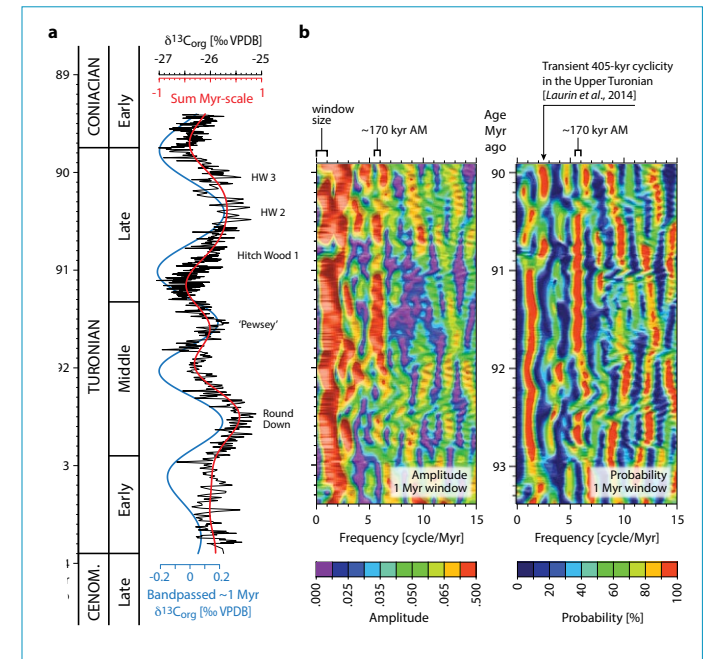 a
δ13Corg [‰ VPDB]
-27 -26 -25
-1 1
Sum Myr-scale
89
90
91
32
3
4
CONIACIAN
Early
TURONIAN
Late
Middle
Early
CENOM.
Late
HW 3
HW 2
Hitch Wood 1
'Pewsey'
Round
Down
-0.2 0 0.2
Bandpassed ~1 Myr
δ13Corg [‰ VPDB]
b
window
size
~170 kyr AM
Amplitude
1 Myr window
0 5 10 15
Frequency [cycle/Myr]
.000 .025 .035 .050 .065 .500
Amplitude
Transient 405-kyr cyclicity
in the Upper Turonian
[Laurin et al., 2014]
Age
Myr
ago
~170 kyr AM
90
91
92
93
Probability
1 Myr window
0 5 10 15
Frequency [cycle/Myr]
0 20 40 60 80 100
Probability [%]